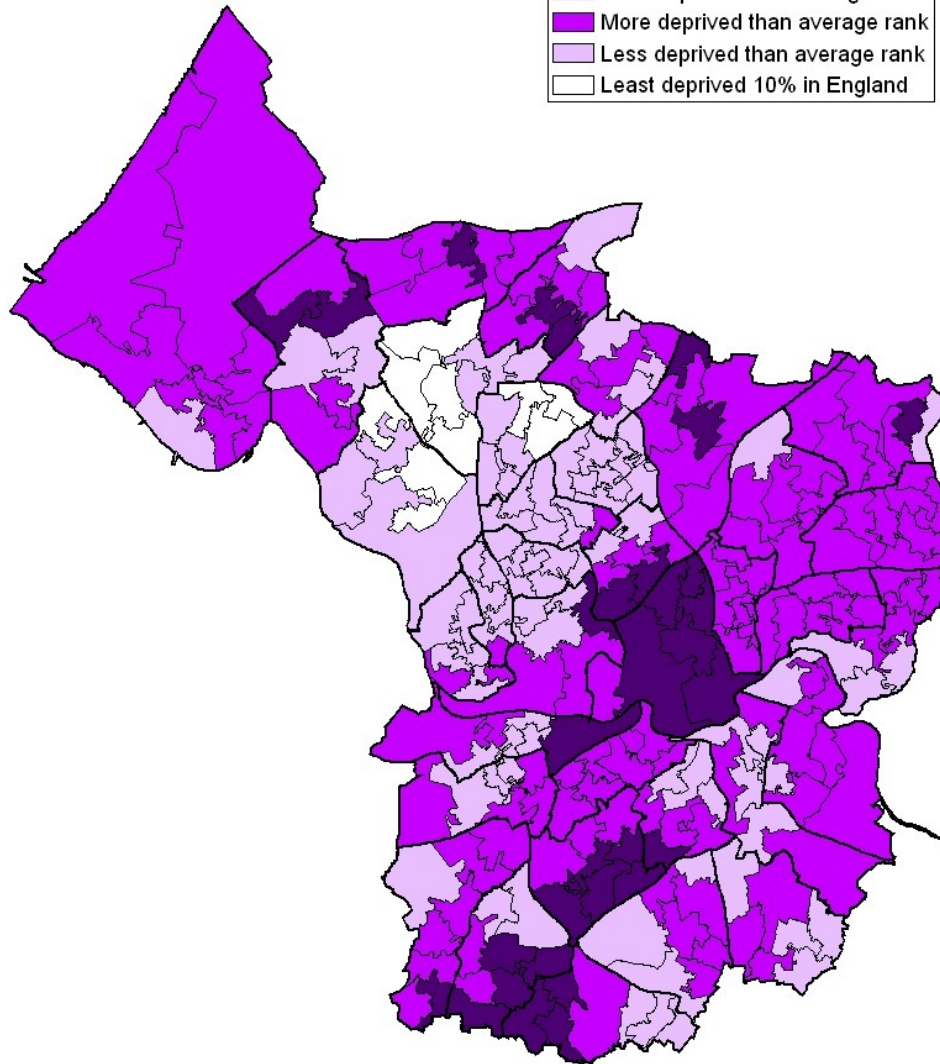 More deprived than average rank
Less deprived than average rank
Least deprived 10% in England